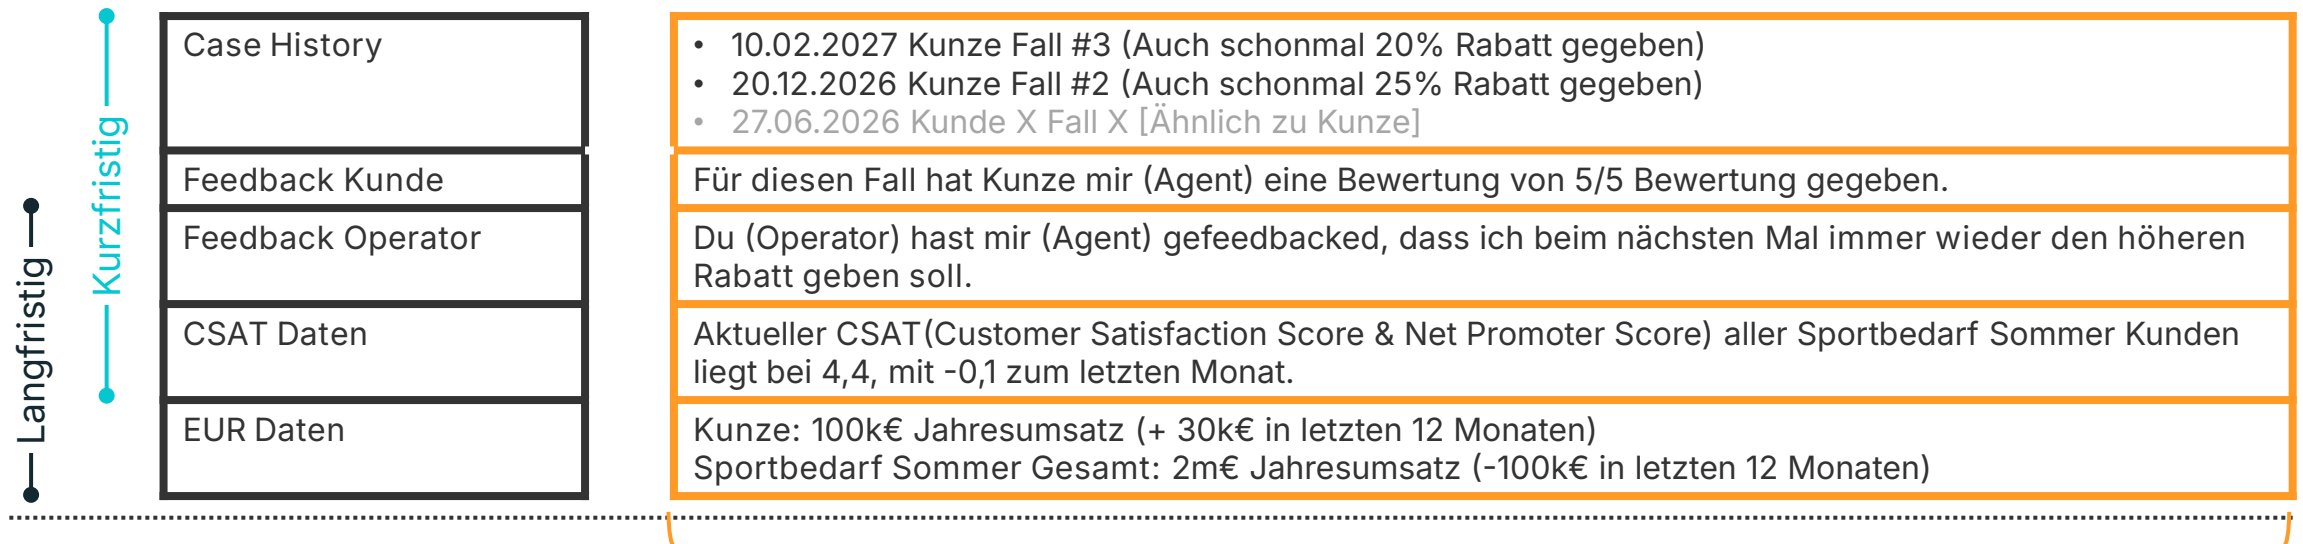 Langfristig
Kurzfristig
Case History
• 10.02.2027 Kunze Fall #3 (Auch schonmal 20% Rabatt gegeben)
• 20.12.2026 Kunze Fall #2 (Auch schonmal 25% Rabatt gegeben)
• 27.06.2026 Kunde X Fall X [Ähnlich zu Kunze]
Feedback Kunde
Für diesen Fall hat Kunze mir (Agent) eine Bewertung von 5/5 Bewertung gegeben.
Feedback Operator
Du (Operator) hast mir (Agent) gefeedbacked, dass ich beim nächsten Mal immer wieder den höheren
Rabatt geben soll.
CSAT Daten
Aktueller CSAT(Customer Satisfaction Score & Net Promoter Score) aller Sportbedarf Sommer Kunden
liegt bei 4,4, mit -0,1 zum letzten Monat.
EUR Daten
Kunze: 100k€ Jahresumsatz (+ 30k€ in letzten 12 Monaten)
Sportbedarf Sommer Gesamt: 2m€ Jahresumsatz (-100k€ in letzten 12 Monaten)